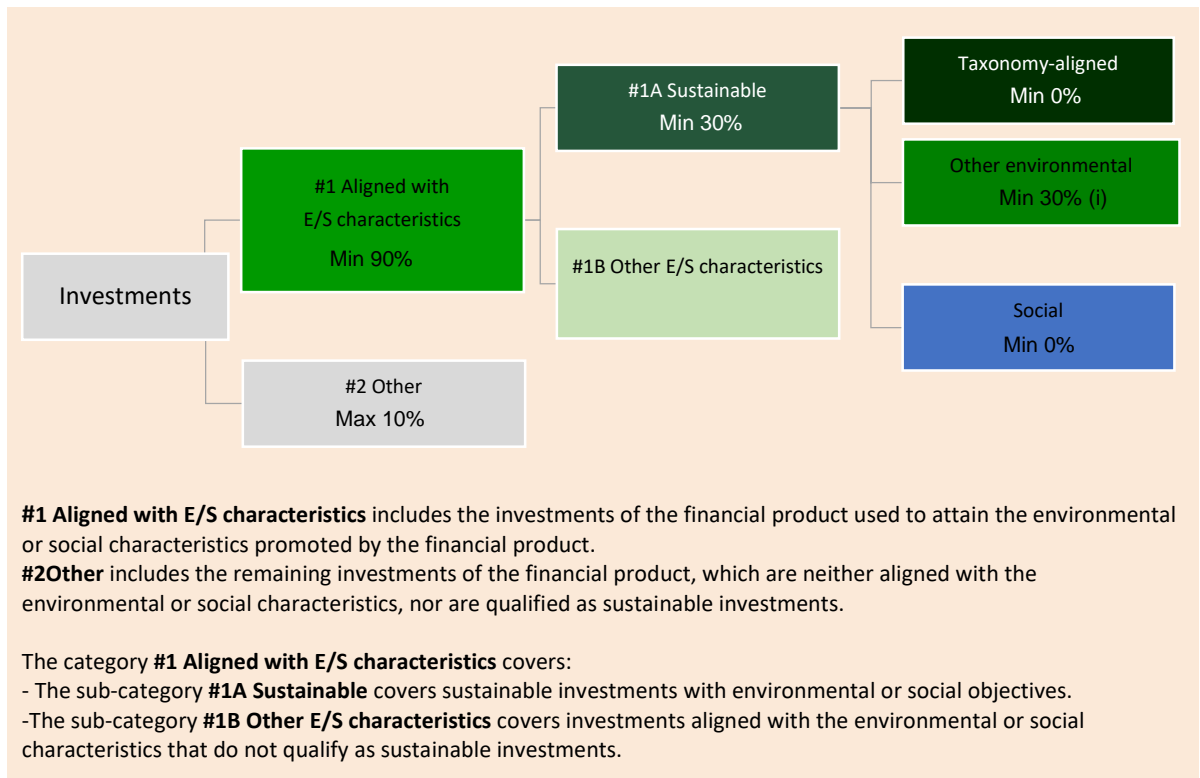 Investments
#1 Aligned with
E/S characteristics
Min 90%
#2 Other
Max 10%
#1A Sustainable
Min 30%
#1B Other E/S characteristics
Taxonomy-aligned
Min 0%
Other environmental
Min 30% (i)
Social
Min 0%
#1 Aligned with E/S characteristics includes the investments of the financial product used to attain the environmental
or social characteristics promoted by the financial product.
#2Other includes the remaining investments of the financial product, which are neither aligned with the
environmental or social characteristics, nor are qualified as sustainable investments.
The category #1 Aligned with E/S characteristics covers:
- The sub-category #1A Sustainable covers sustainable investments with environmental or social objectives.
-The sub-category #1B Other E/S characteristics covers investments aligned with the environmental or social
characteristics that do not qualify as sustainable investments.